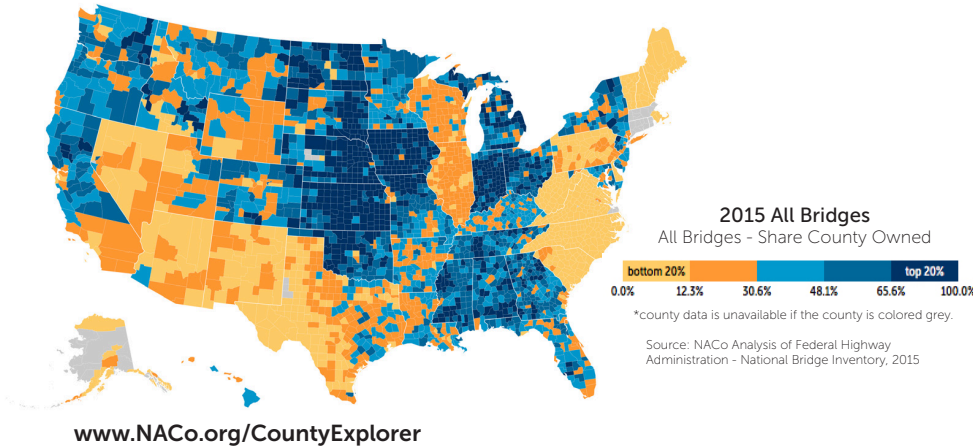 2015 All Bridges
All Bridges - Share County Owned
bottom 20% top 20%
0.0% 12.3% 30.6% 48.1% 65.6% 100.0%
*county data is unavailable if the county is colored grey.
Source: NACo Analysis of Federal Highway
Administration - National Bridge Inventory, 2015
www.NACo.org/CountyExplorer